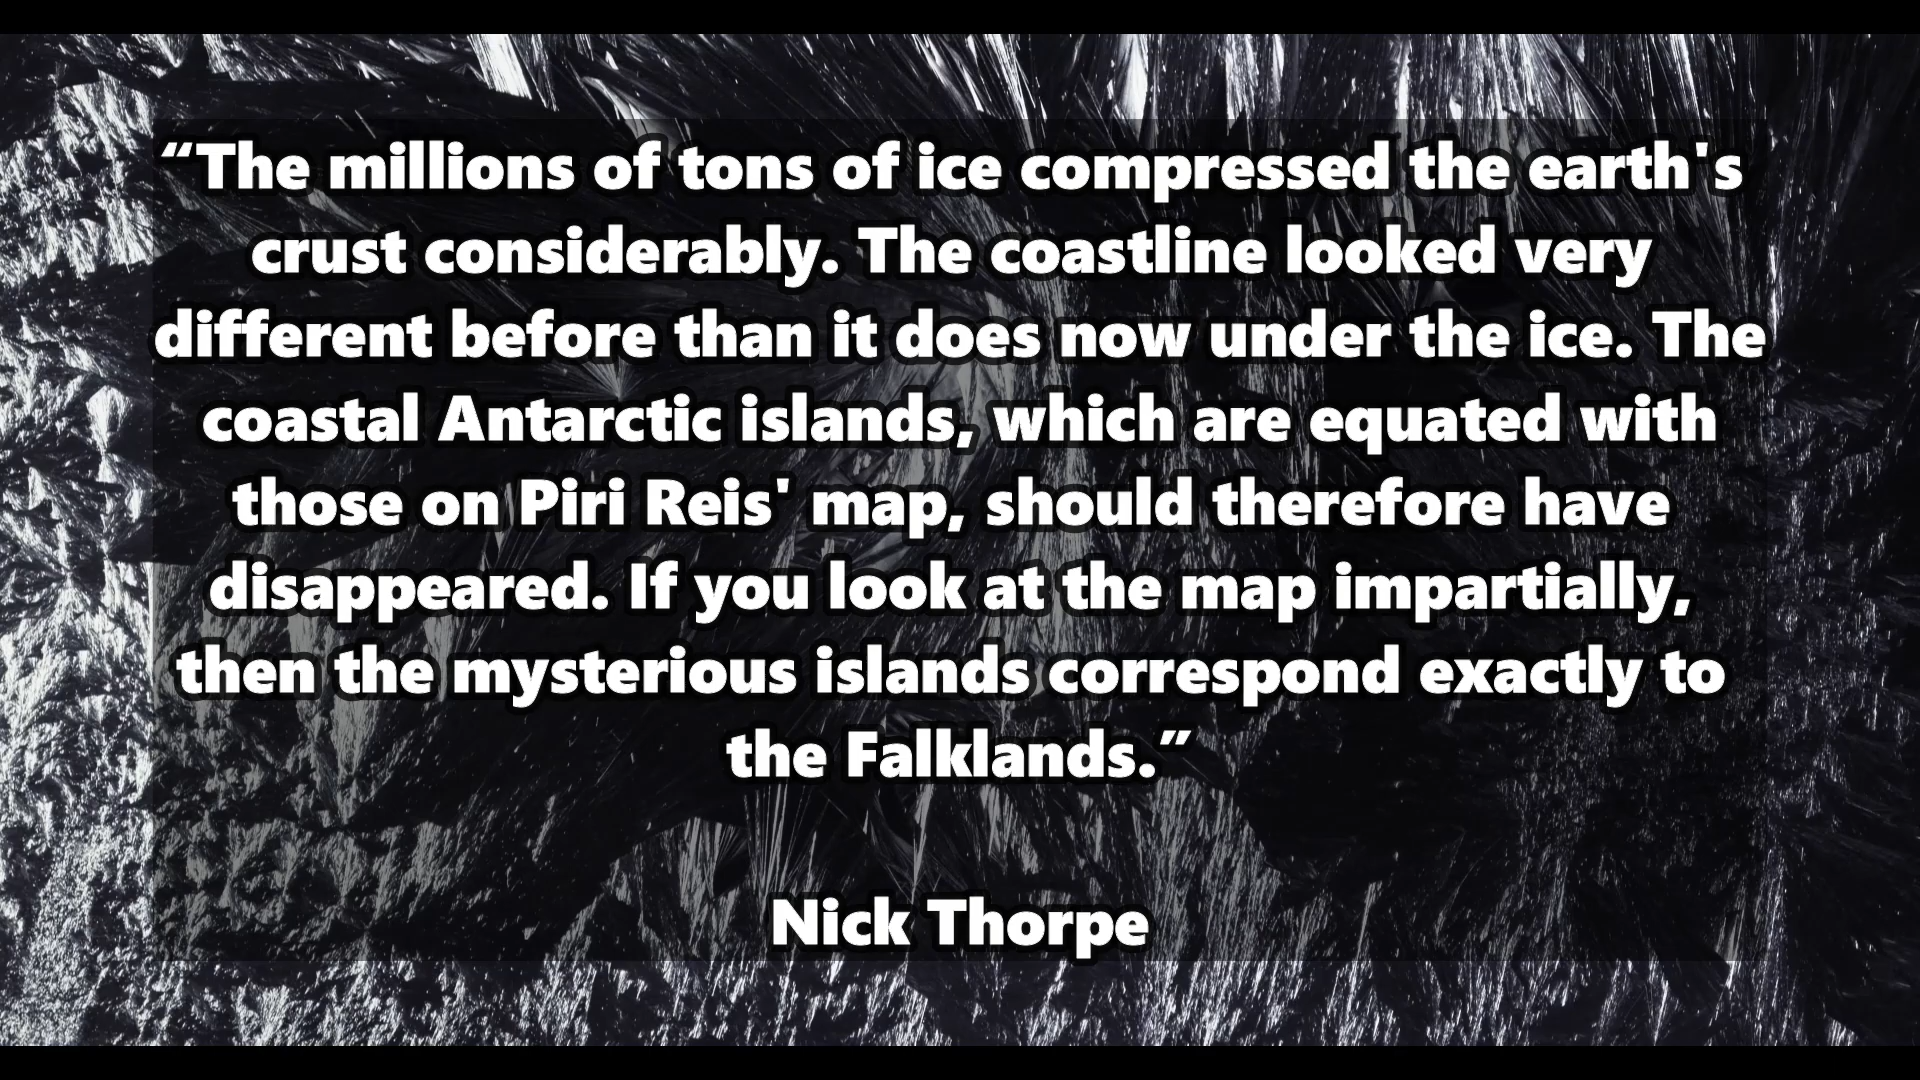 “The millions of tons of ice compressed the earth's
crust considerably. The coastline looked very
different before than it does now under the ice. The
coastal Antarctic islands, which are equated with
those on Piri Reis' map, should therefore have
disappeared. If you look at the map impartially,
then the mysterious islands correspond exactly to
the Falklands.”
Nick Thorpe